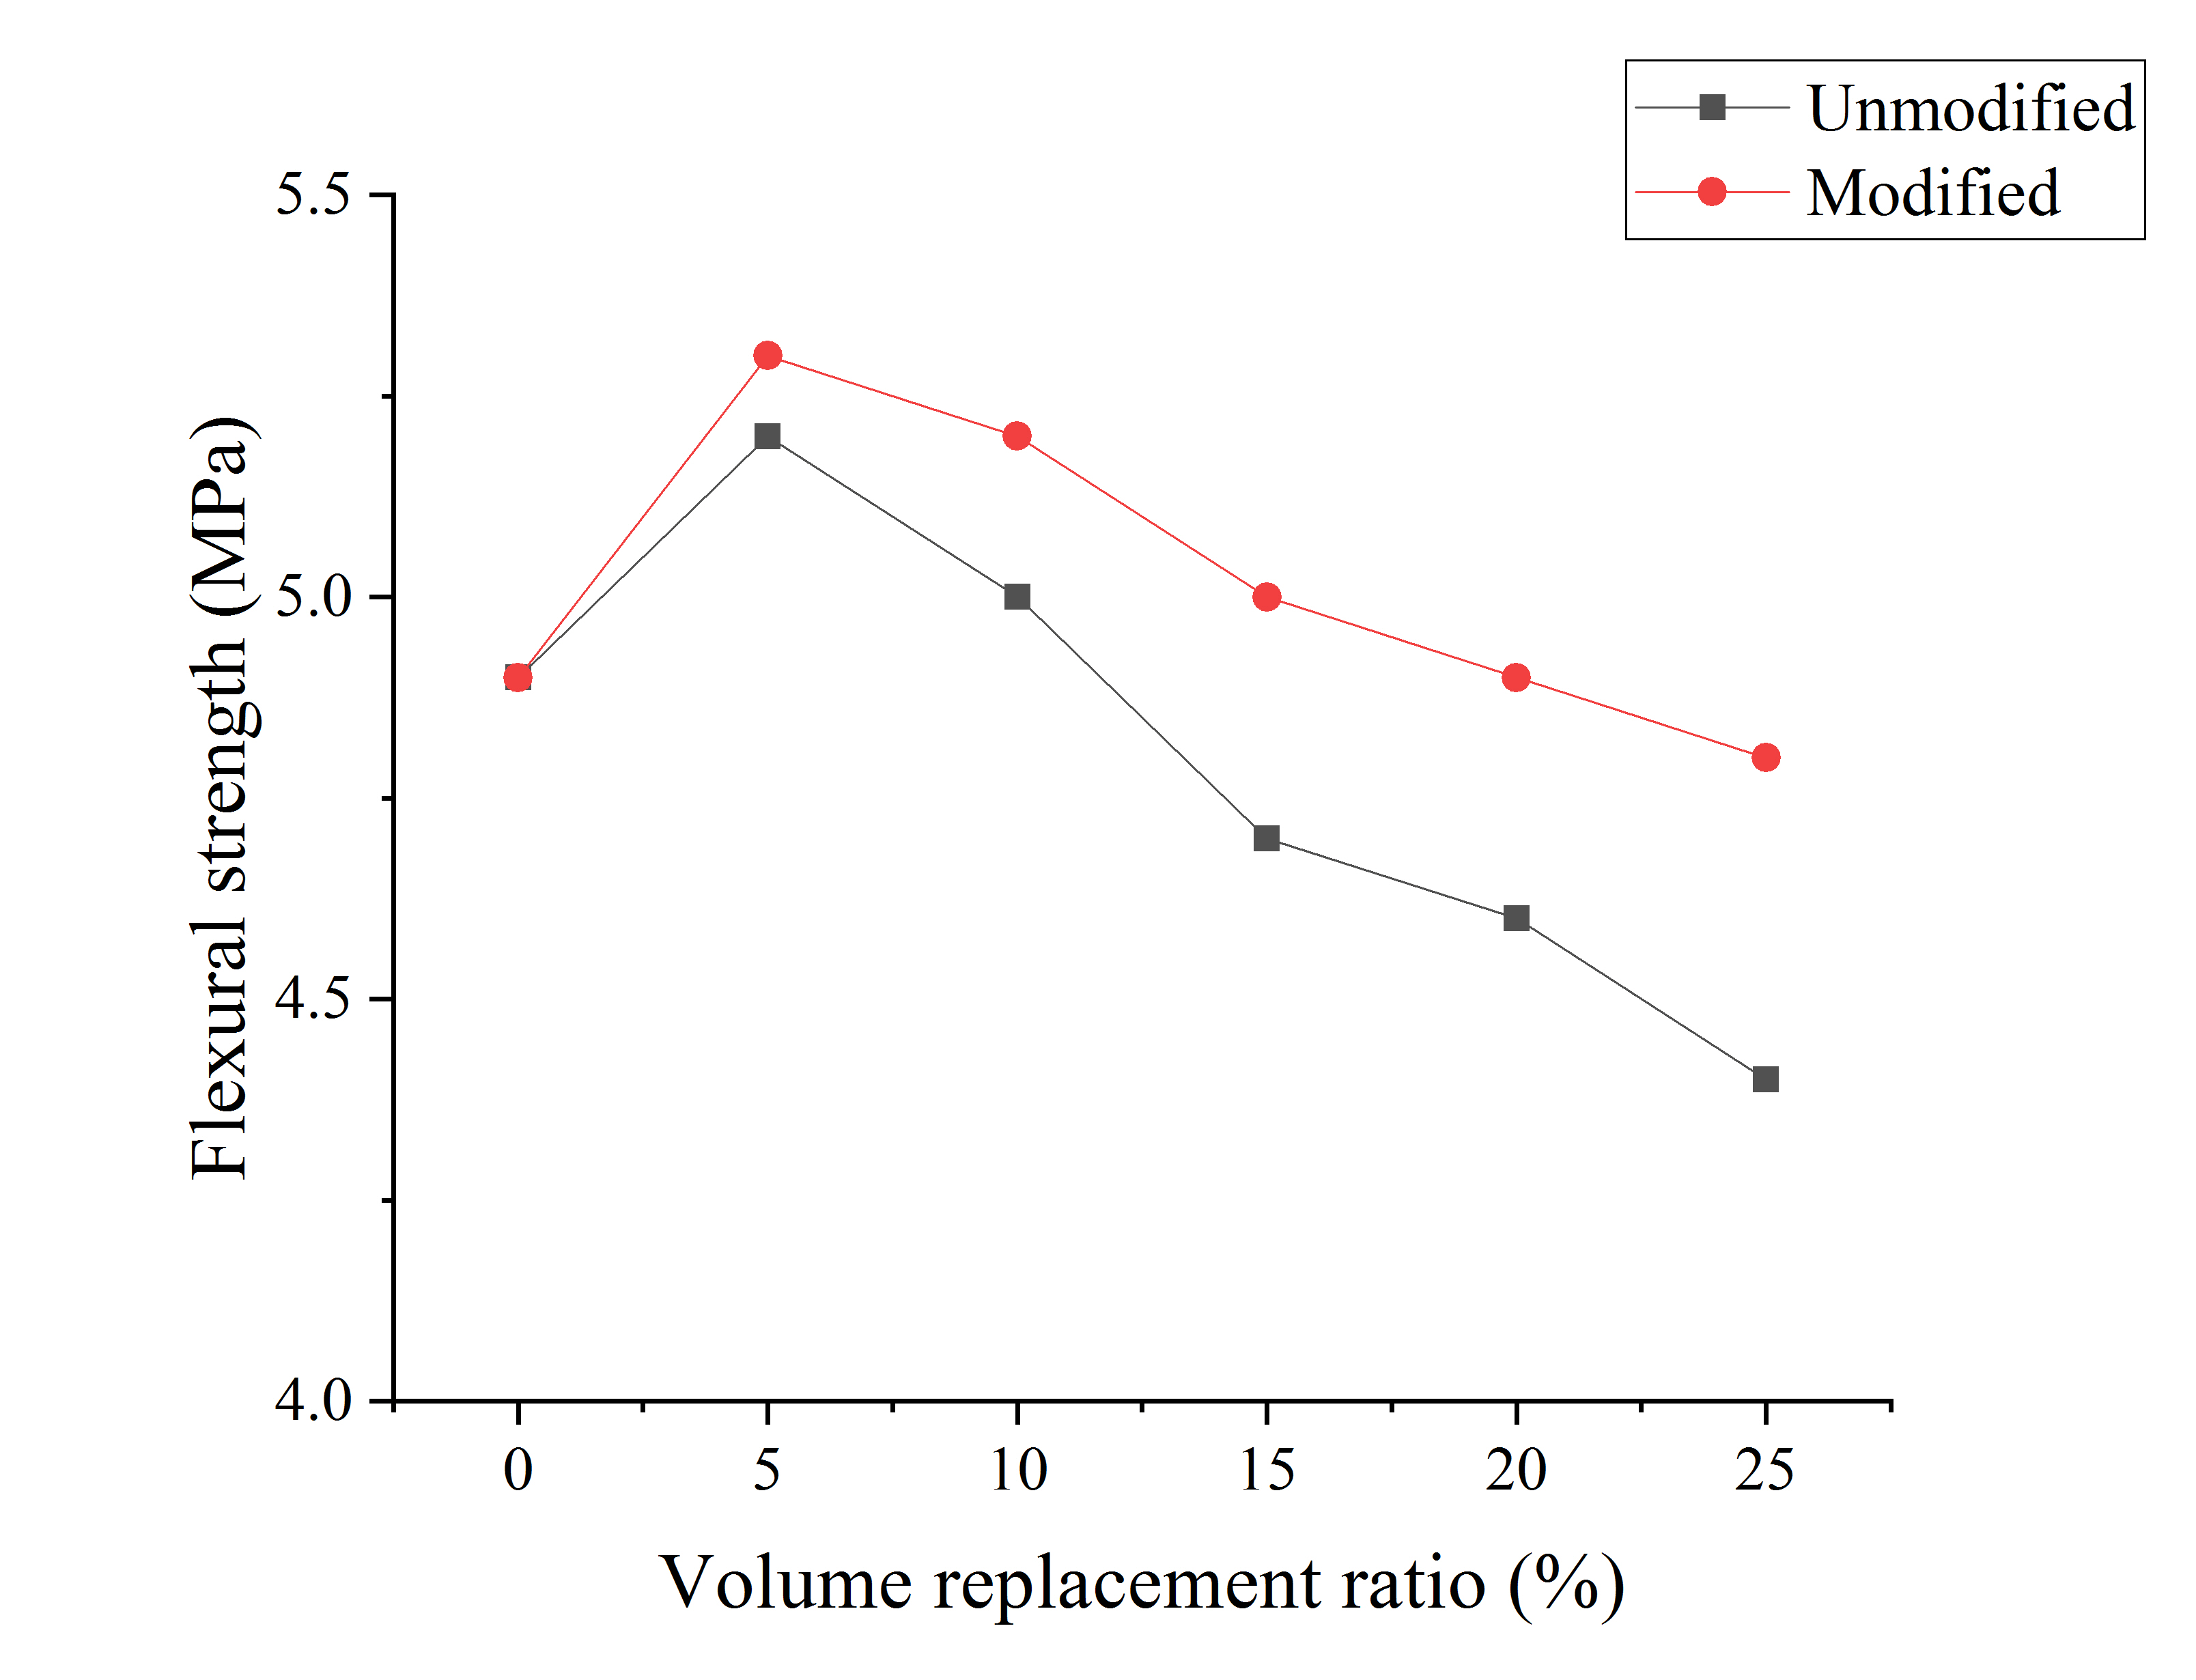 Unmodified
Modified
5.5
5.0
4.5
4.0
Flexural strength (MPa)
0 5 10 15 20 25
Volume replacement ratio (%)